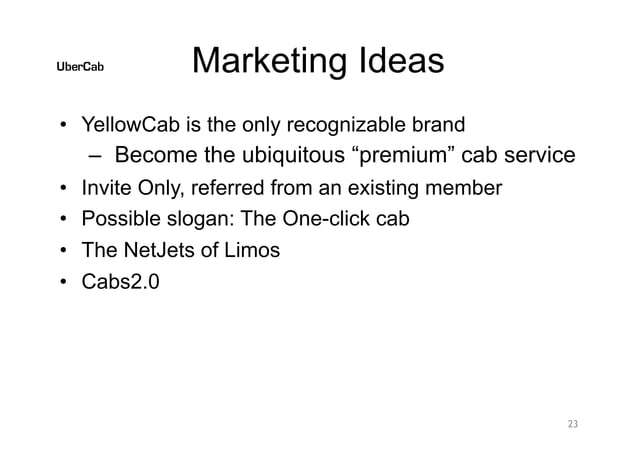 UberCab
Marketing Ideas
• YellowCab is the only recognizable brand
– Become the ubiquitous “premium” cab service
• Invite Only, referred from an existing member
• Possible slogan: The One-click cab
• The NetJets of Limos
• Cabs2.0
23